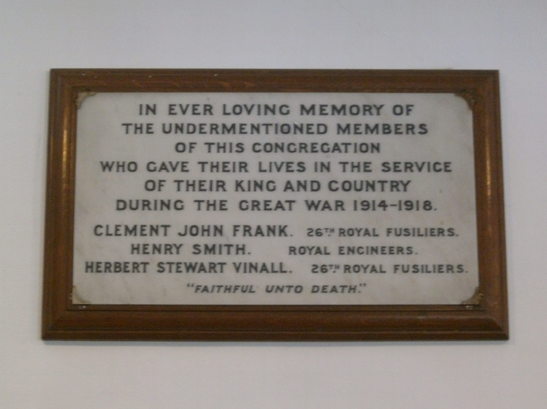 IN EVER LOVING MEMORY OF
THE UNDERMENTIONED MEMBERS
OF THIS CONGREGATION
WHO GAVE THEIR LIVES IN THE SERVICE
OF THEIR KING AND COUNTRY
DURING THE GREAT WAR 1914-1918.
CLEMENT JOHN FRANK. 26TH ROYAL FUSILIERS.
HENRY SMITH. ROYAL ENGINEERS.
HERBERT STEWART VINALL. 26TH ROYAL FUSILIERS.
"FAITHFUL UNTO DEATH."